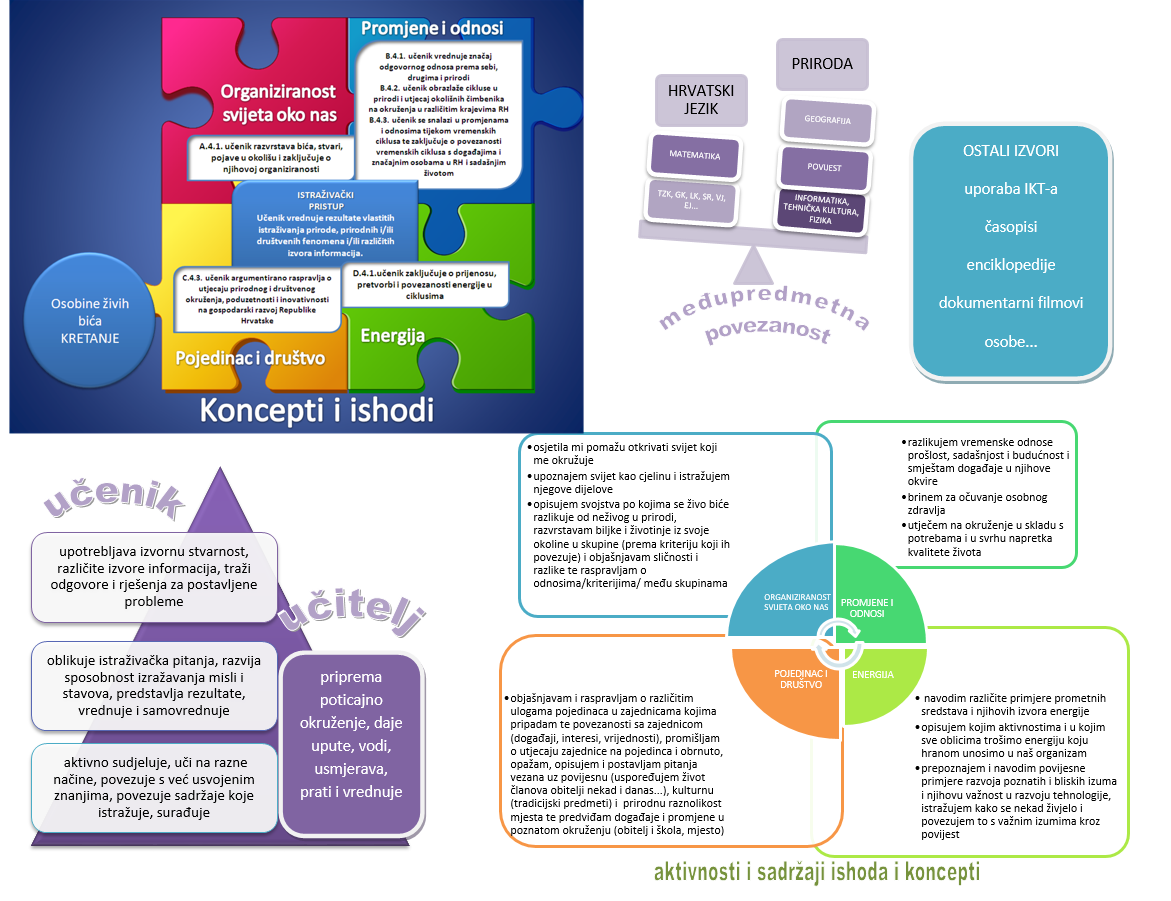 Promjene i odnosi
B.4.1. učenik vrednuje značaj
odgovornog odnosa prema sebi,
drugima i prirodi
B.4.2. učenik obrazlaže cikluse u
prirodi i utjecaj okolišnih čimbenika
na okruženja u različitim krajevima RH
B.4.3. učenik se snalazi u promjenama
i odnosima tijekom vremenskih
ciklusa te zaključuje o povezanosti
vremenskih ciklusa s događajima i
značajnim osobama u RH i sadašnjim
životom
Organiziranost
svijeta oko nas
A.4.1. učenik razvrstava bića, stvari,
pojave u okolišu i zaključuje o
njihovoj organiziranosti
ISTRAŽIVAČKI
PRISTUP
Učenik vrednuje rezultate vlastitih
istraživanja prirode, prirodnih i/ili
društvenih fenomena i/ili različitih
izvora informacija.
C.4.3. učenik argumentirano raspravlja o
utjecaju prirodnog i društvenog
okruženja, poduzetnosti i inovativnosti
na gospodarski razvoj Republike
Hrvatske
D.4.1.učenik zaključuje o prijenosu,
pretvorbi i povezanosti energije u
ciklusima
Osobine živih
bića
KRETANJE
Pojedinac i društvo
Energija
Koncepti i ishodi
HRVATSKI
JEZIK
MATEMATIKA
TZK, GK, LK, SR, VJ,
EJ...
PRIRODA
GEOGRAFIJA
POVIJEST
INFORMATIKA,
TEHNIČKA KULTURA,
FIZIKA
međupredmetna
povezanost
OSTALI IZVORI
uporaba IKT-a
časopisi
enciklopedije
dokumentarni filmovi
osobe...
učenik
upotrebljava izvornu stvarnost,
različite izvore informacija, traži
odgovore i rješenja za postavljene
probleme
oblikuje istraživačka pitanja, razvija
sposobnost izražavanja misli i
stavova, predstavlja rezultate,
vrednuje i samovrednuje
aktivno sudjeluje, uči na razne
načine, povezuje s već usvojenim
znanjima, povezuje sadržaje koje
istražuje, surađuje
učitelj
priprema
poticajno
okruženje, daje
upute, vodi,
usmjerava,
prati i vrednuje
•osjetila mi pomažu otkrivati svijet koji
me okružuje
•upoznajem svijet kao cjelinu i istražujem
njegove dijelove
•opisujem svojstva po kojima se živo biće
razlikuje od neživog u prirodi,
razvrstavam biljke i životinje iz svoje
okoline u skupine (prema kriteriju koji ih
povezuje) i objašnjavam sličnosti i
razlike te raspravljam o
odnosima/kriterijima/ među skupinama
•razlikujem vremenske odnose
prošlost, sadašnjost i budućnost i
smještam događaje u njihove
okvire
•brinem za očuvanje osobnog
zdravlja
•utječem na okruženje u skladu s
potrebama i u svrhu napretka
kvalitete života
ORGANIZIRANOST
SVIJETA OKO NAS
PROMJENE I
ODNOSI
POJEDINAC I
DRUŠTVO
ENERGIJA
•objašnjavam i raspravljam o različitim
ulogama pojedinaca u zajednicama kojima
pripadam te povezanosti sa zajednicom
(događaji, interesi, vrijednosti), promišljam
o utjecaju zajednice na pojedinca i obrnuto,
opažam, opisujem i postavljam pitanja
vezana uz povijesnu (uspoređujem život
članova obitelji nekad i danas...), kulturnu
(tradicijski predmeti) i prirodnu raznolikost
mjesta te predviđam događaje i promjene u
poznatom okruženju (obitelj i škola, mjesto)
• navodim različite primjere prometnih
izvredstava i njihovih izvora energije
•opisujem kojim aktivnostima i u kojim
sve oblicima trošimo energiju koju
hranom unosimo u naš organizam
•prepoznajem i navodim povijesne
primjere razvoja poznatih i bliskih izuma
i njihovu važnost u razvoju tehnologije,
istražujem kako se nekad živjelo i
povezujem to s važnim izumima kroz
povijest
aktivnosti i sadržaji ishoda i koncepti